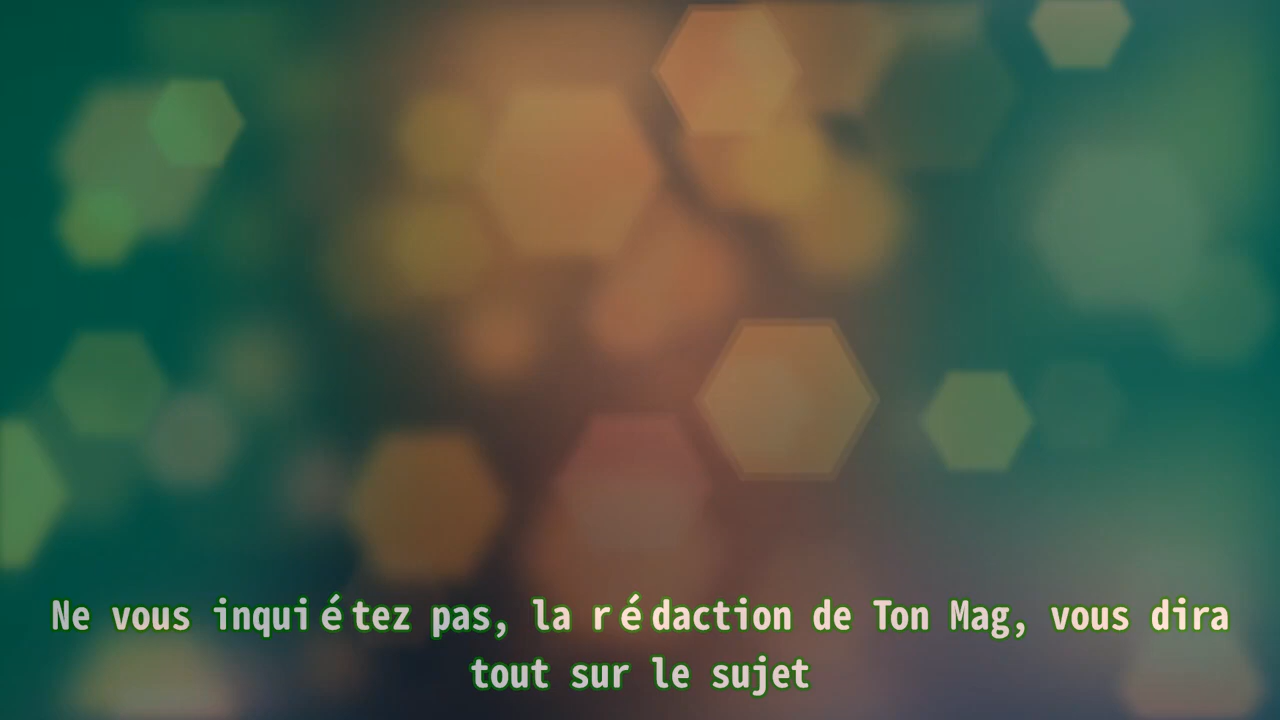 Ne vous inquiétez pas, la rédaction de Ton Mag, vous dira
tout sur le sujet